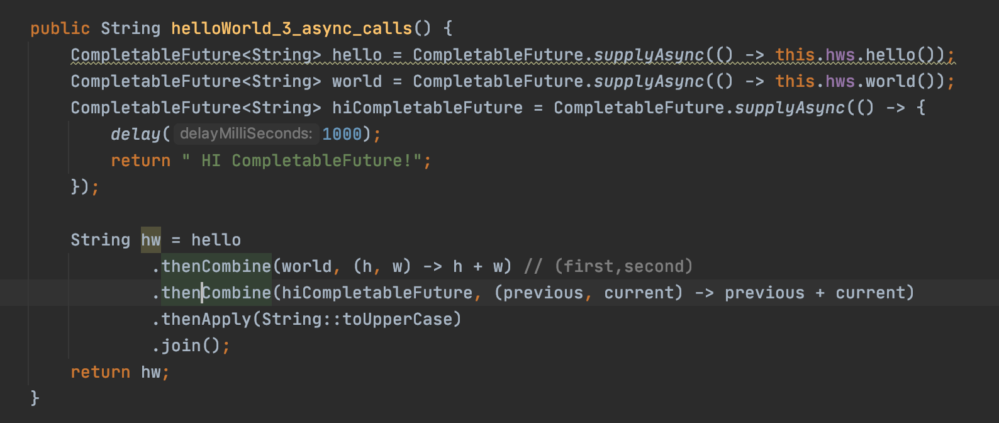 public String helloWorld_3_async_calls() {
CompletableFuture<String> hello = CompletableFuture.supplyAsync(() -> this.hws.hello());
CompletableFuture<String> world = CompletableFuture.supplyAsync(() -> this.hws.world());
CompletableFuture<String> hiCompletableFuture = CompletableFuture.supplyAsync(() -> {
delay( delayMilliSeconds: 1000);
return " HI CompletableFuture!";
});
String hw = hello
.thenCombine(world, (h, w) -> h + w) // (first,second)
.thenCombine(hiCompletableFuture, (previous, current) -> previous + current)
.thenApply(String::toUpperCase)
.join();
return hw;
}